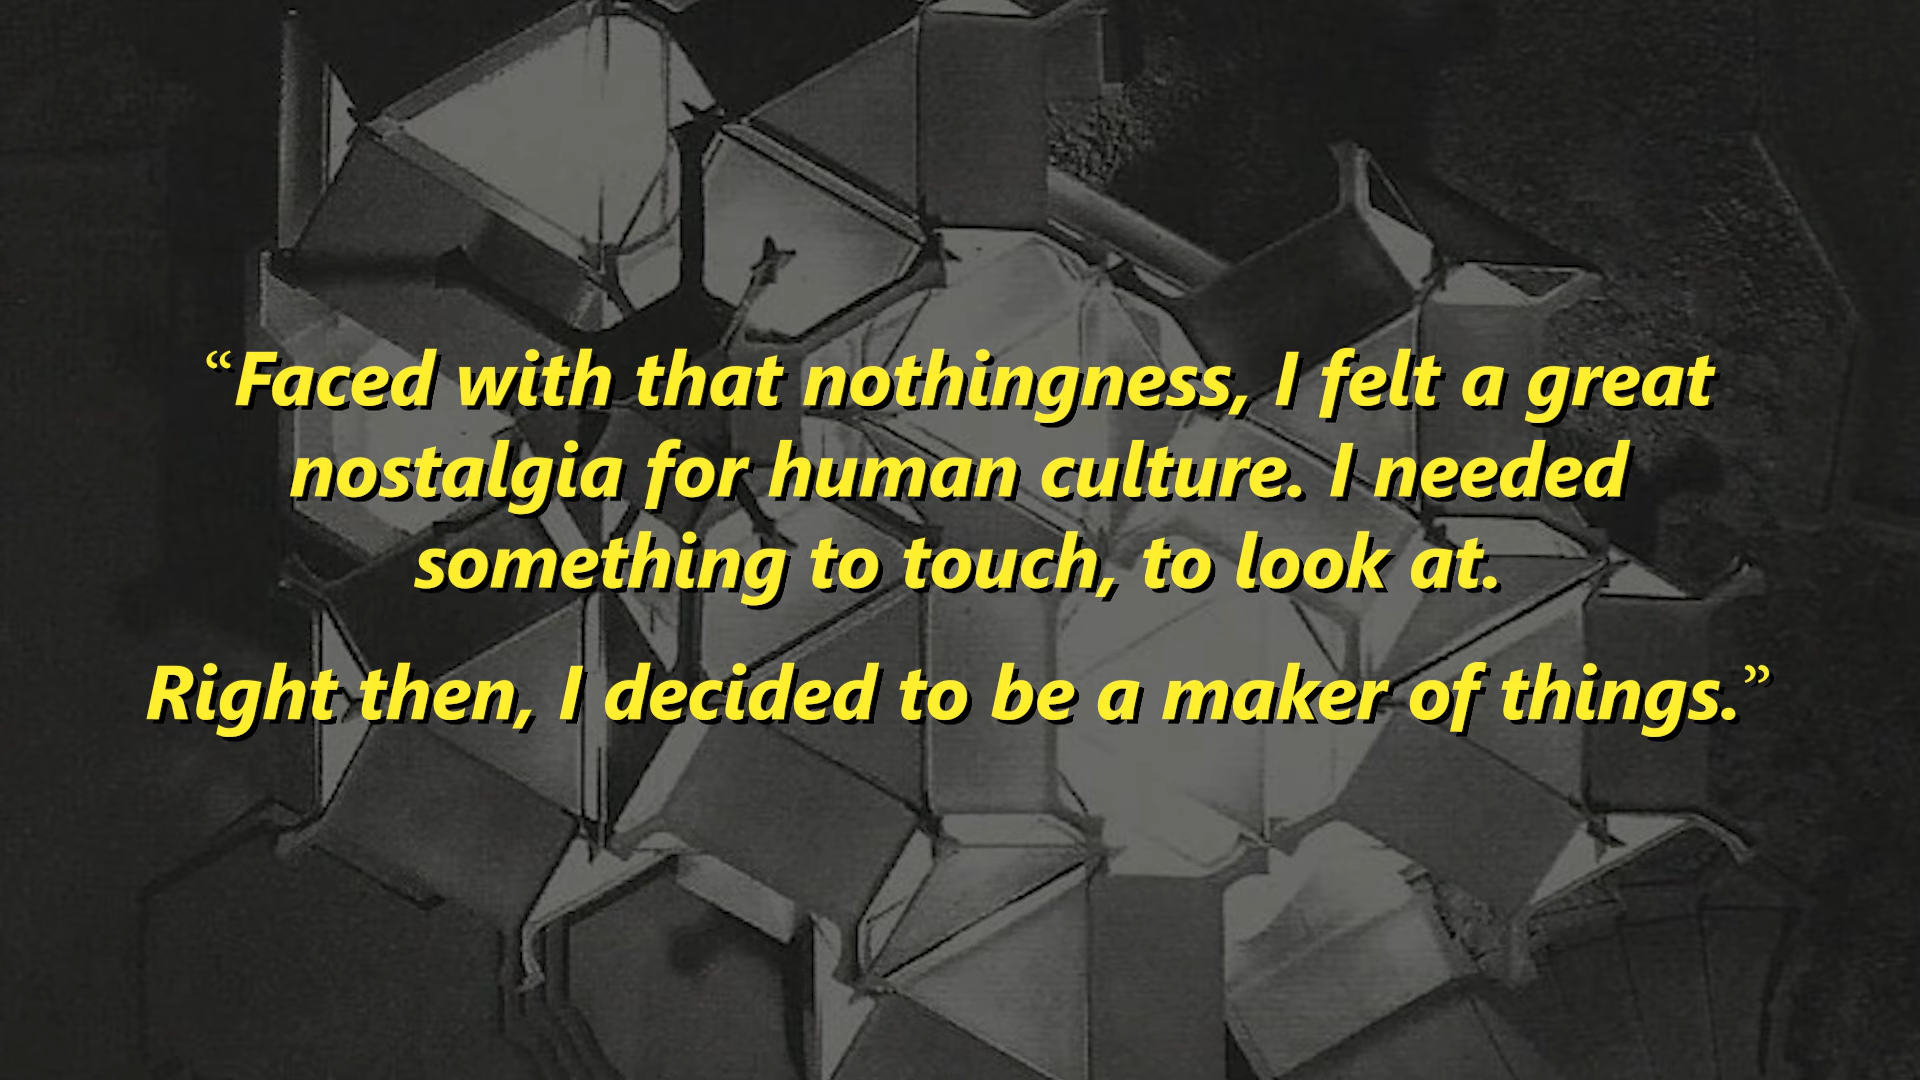 “Faced with that nothingness, I felt a great
nostalgia for human culture. I needed
something to touch, to look at.
Right then, I decided to be a maker of things.”